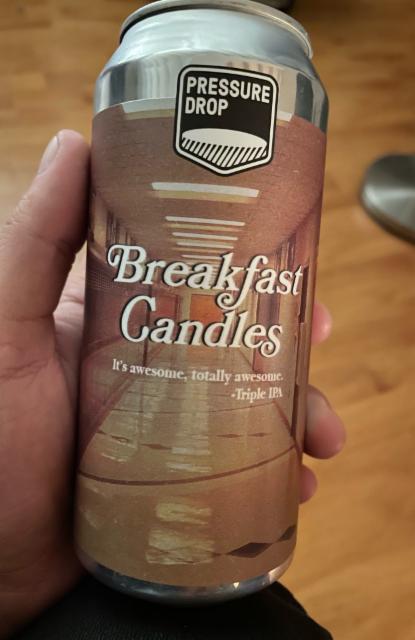 PRESSURE
DROP
Breakfast
Candles
It's awesome, totally awesome.
-Triple IPA